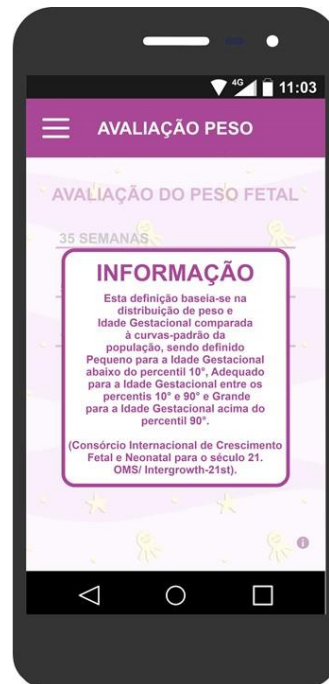 4G 11:03
AVALIAÇÃO PESO
AVALIAÇÃO DO PESO FETAL
35 SEMANAS
INFORMAÇÃO
Esta definição baseia-se na
distribuição de peso e
Idade Gestacional comparada
à curvas-padrão da
população, sendo definido
Pequeno para a Idade Gestacional
abaixo do percentil 10°, Adequado
para a Idade Gestacional entre os
percentis 10° e 90° e Grande
para a Idade Gestacional acima do
percentil 90°.
(Consórcio Internacional de Crescimento
Fetal e Neonatal para o século 21.
OMS/ Intergrowth-21st).
i